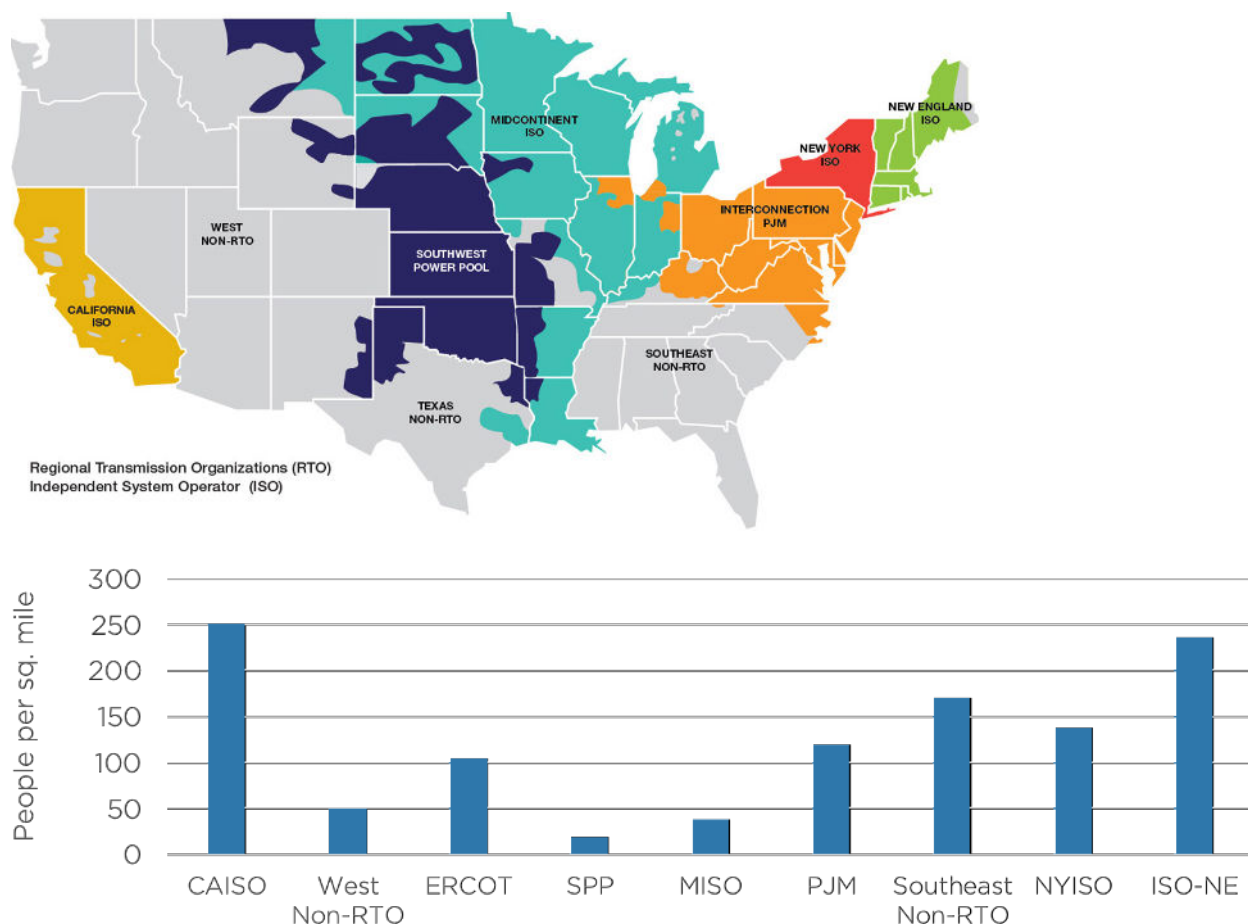 NEW ENGLAND
ISO
MIDCONTINENT
ISO
NEW YORK
ISO
INTERCONNECTION
PJM
WEST
NON-RTO
SOUTHWEST
POWER POOL
CALIFORNIA
ISO
SOUTHEAST
NON-RTO
TEXAS
NON-RTO
Regional Transmission Organizations (RTO)
Independent System Operator (ISO)
People per sq. mile
300
250
200
150
100
50
0
CAISO
West
Non-RTO
ERCOT
SPP
MISO
PJM
Southeast
Non-RTO
NYISO
ISO-NE